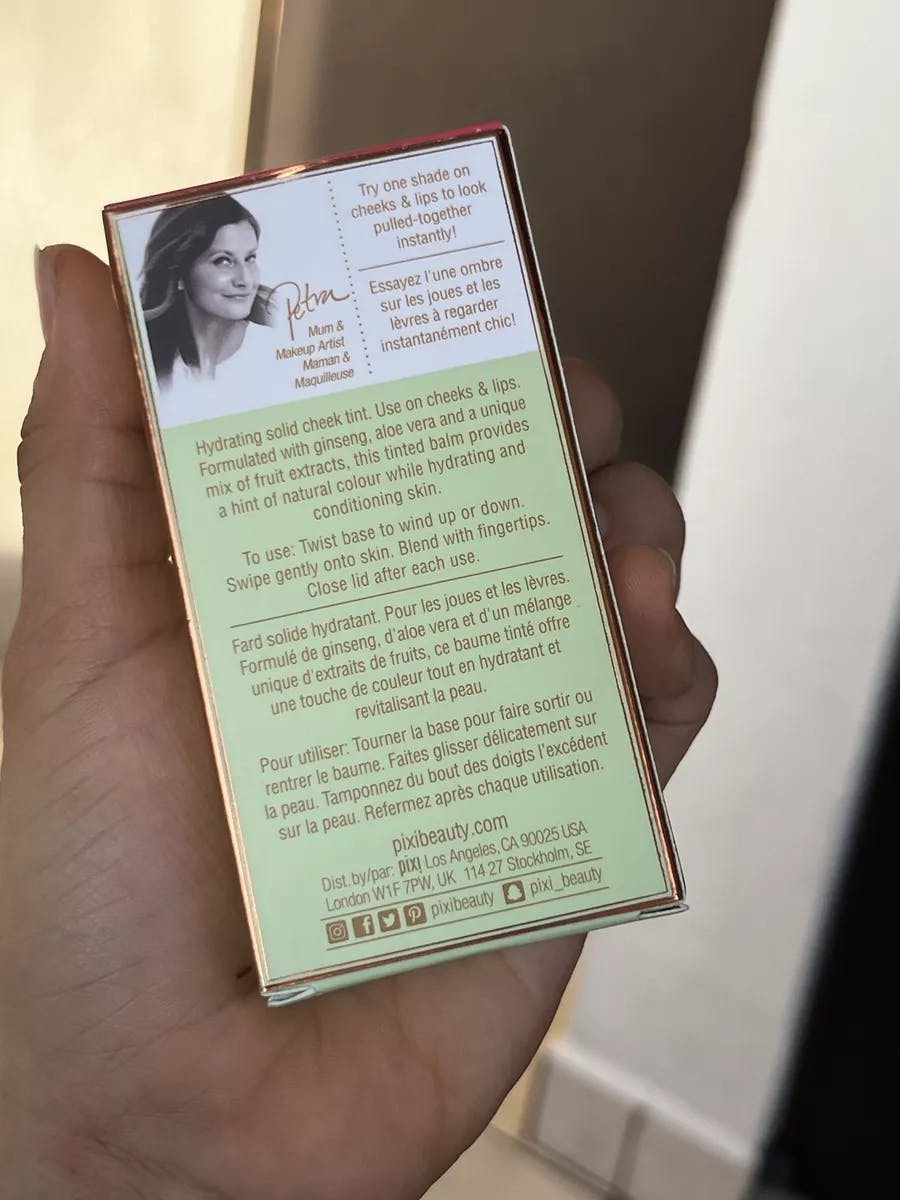 Petra
Mum &
Makeup Artist
Maman &
Maquilleuse
Try one shade on
cheeks & lips to look
pulled-together
instantly!
Essayez l'une ombre
sur les joues et les
lèvres à regarder
instantanément chic!
Hydrating solid cheek tint. Use on cheeks & lips.
Formulated with ginseng, aloe vera and a unique
mix of fruit extracts, this tinted balm provides
a hint of natural colour while hydrating and
conditioning skin.
To use: Twist base to wind up or down.
Swipe gently onto skin. Blend with fingertips.
Close lid after each use.
Fard solide hydratant. Pour les joues et les lèvres.
Formulé de ginseng, d'aloe vera et d'un mélange
unique d'extraits de fruits, ce baume tinté offre
une touche de couleur tout en hydratant et
revitalisant la peau.
Pour utiliser: Tourner la base pour faire sortir ou
rentrer le baume. Faites glisser délicatement sur
la peau. Tamponnez du bout des doigts l'excédent
sur la peau. Refermez après chaque utilisation.
pixibeauty.com
Dist. by/par: pixi Los Angeles, CA 90025 USA
London W1F 7PW, UK 114 27 Stockholm, SE
pixibeauty pixi_beauty